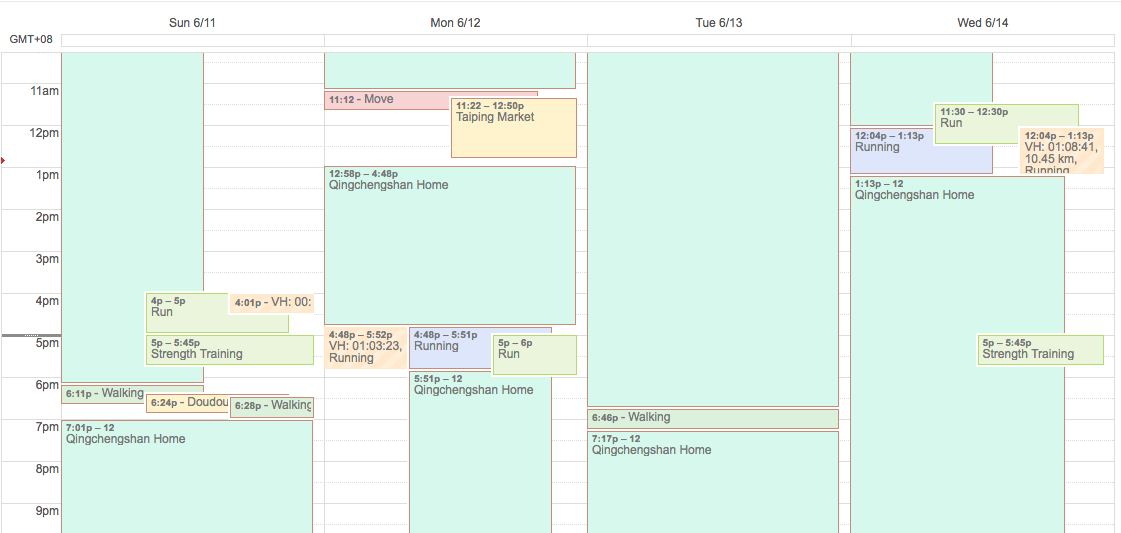 Sun 6/11
Mon 6/12
Tue 6/13
Wed 6/14
GMT+08
11am
12pm
1pm
2pm
3pm
4pm
5pm
6pm
7pm
8pm
9pm
4p – 5p
Run
4:01p - VH: 00:
5p – 5:45p
Strength Training
6:11p - Walking
6:24p - Doudou
6:28p - Walking
7:01p – 12
Qingchengshan Home
11:12 - Move
11:22 – 12:50p
Taiping Market
12:58p – 4:48p
Qingchengshan Home
4:48p – 5:52p
VH: 01:03:23,
Running
4:48p – 5:51p
Running
5p – 6p
Run
5:51p – 12
Qingchengshan Home
6:46p - Walking
7:17p – 12
Qingchengshan Home
11:30 – 12:30p
Run
12:04p – 1:13p
Running
12:04p – 1:13p
VH: 01:08:41,
10.45 km,
Running
1:13p – 12
Qingchengshan Home
5p – 5:45p
Strength Training